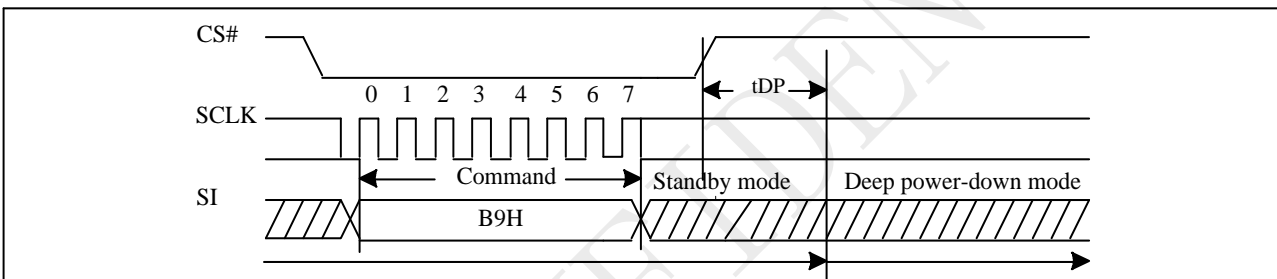 CS#
tDP
0 1 2 3 4 5 6 7
SCLK
Command
Standby mode
Deep power-down mode
SI
B9H